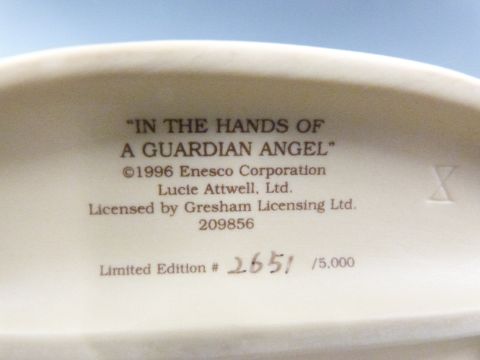 "IN THE HANDS OF
A GUARDIAN ANGEL"
©1996 Enesco Corporation
Lucie Attwell, Ltd.
Licensed by Gresham Licensing Ltd.
209856
Limited Edition # 2651 /5,000